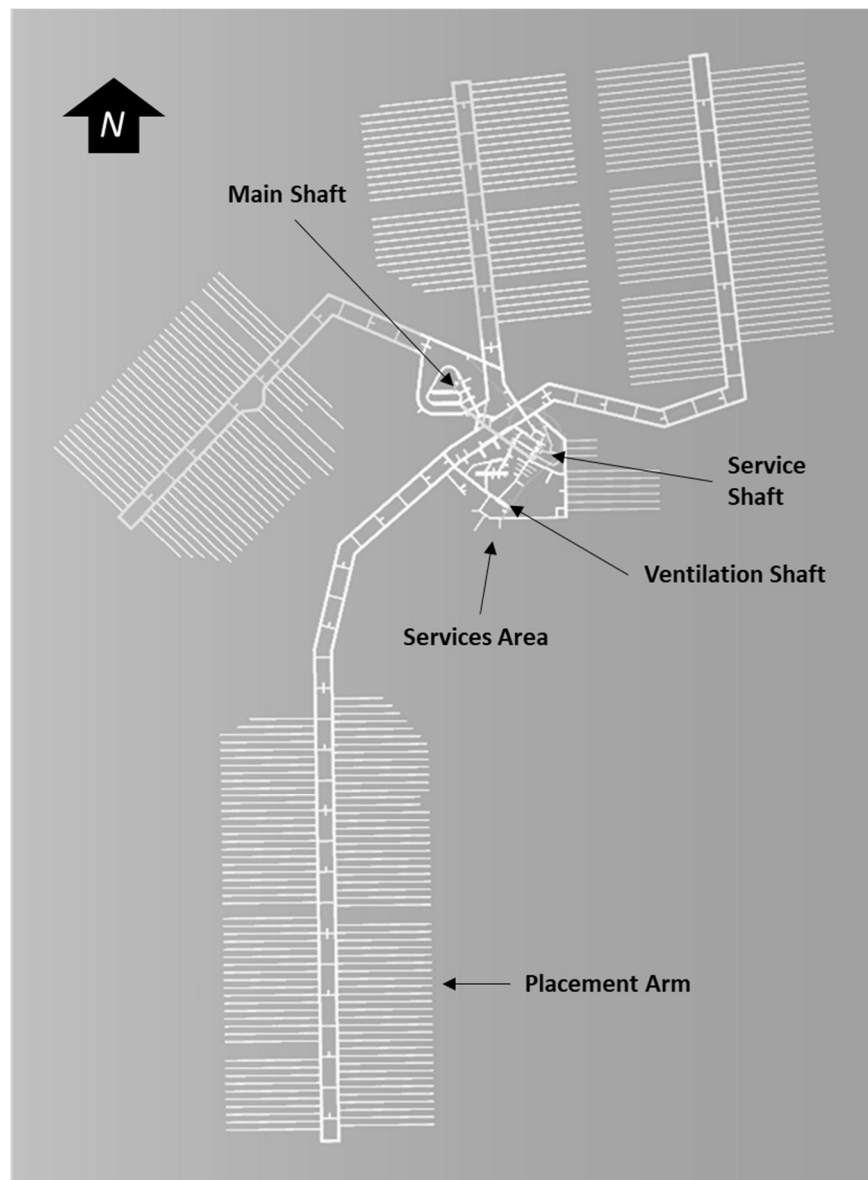 N
Main Shaft
Service
Shaft
Ventilation Shaft
Services Area
Placement Arm